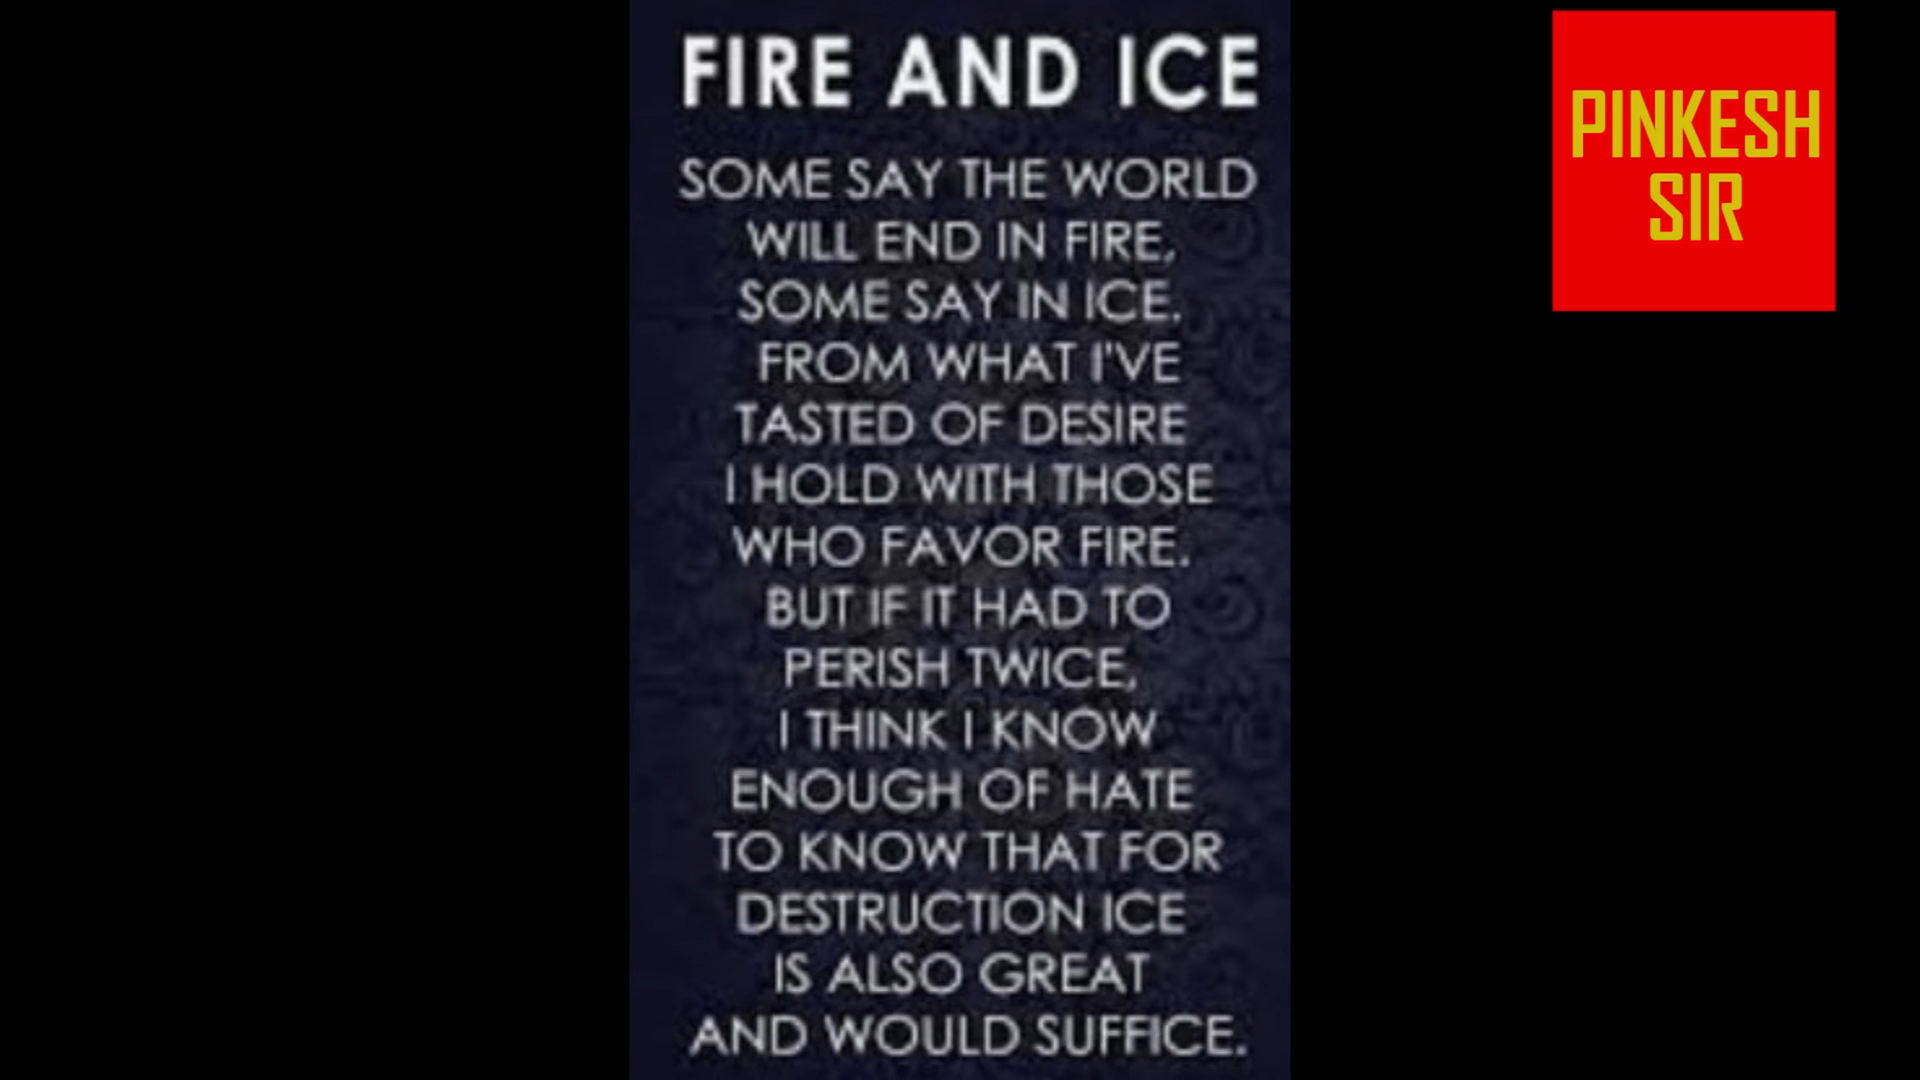 FIRE AND ICE
SOME SAY THE WORLD
WILL END IN FIRE,
SOME SAY IN ICE.
FROM WHAT I'VE
TASTED OF DESIRE
I HOLD WITH THOSE
WHO FAVOR FIRE.
BUT IF IT HAD TO
PERISH TWICE,
I THINK I KNOW
ENOUGH OF HATE
TO KNOW THAT FOR
DESTRUCTION ICE
IS ALSO GREAT
AND WOULD SUFFICE.
PINKESH
SIR